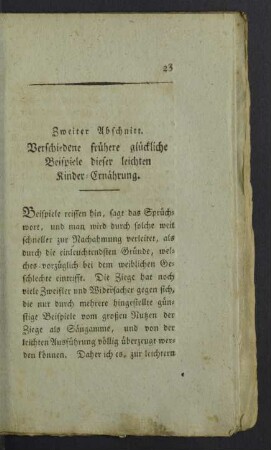 23
Zweiter Abschnitt.
Verschiedene frühere glückliche
Beispiele dieser leichten
Kinder-Ernährung.
Beispiele reissen hin, sagt das Sprüch-
wort, und man wird durch solche weit
schneller zur Nachahmung verleitet, als
durch die einleuchtendsten Gründe, wel-
ches vorzüglich bei dem weiblichen Ge-
schlechte eintrifft. Die Ziege hat noch
viele Zweifler und Widersacher gegen sich,
die nur durch mehrere hingestellte gün-
stige Beispiele vom großen Nutzen der
Ziege als Säugamme, und von der
leichten Ausführung völlig überzeugt wer-
den können. Daher ich es, zur leichtern